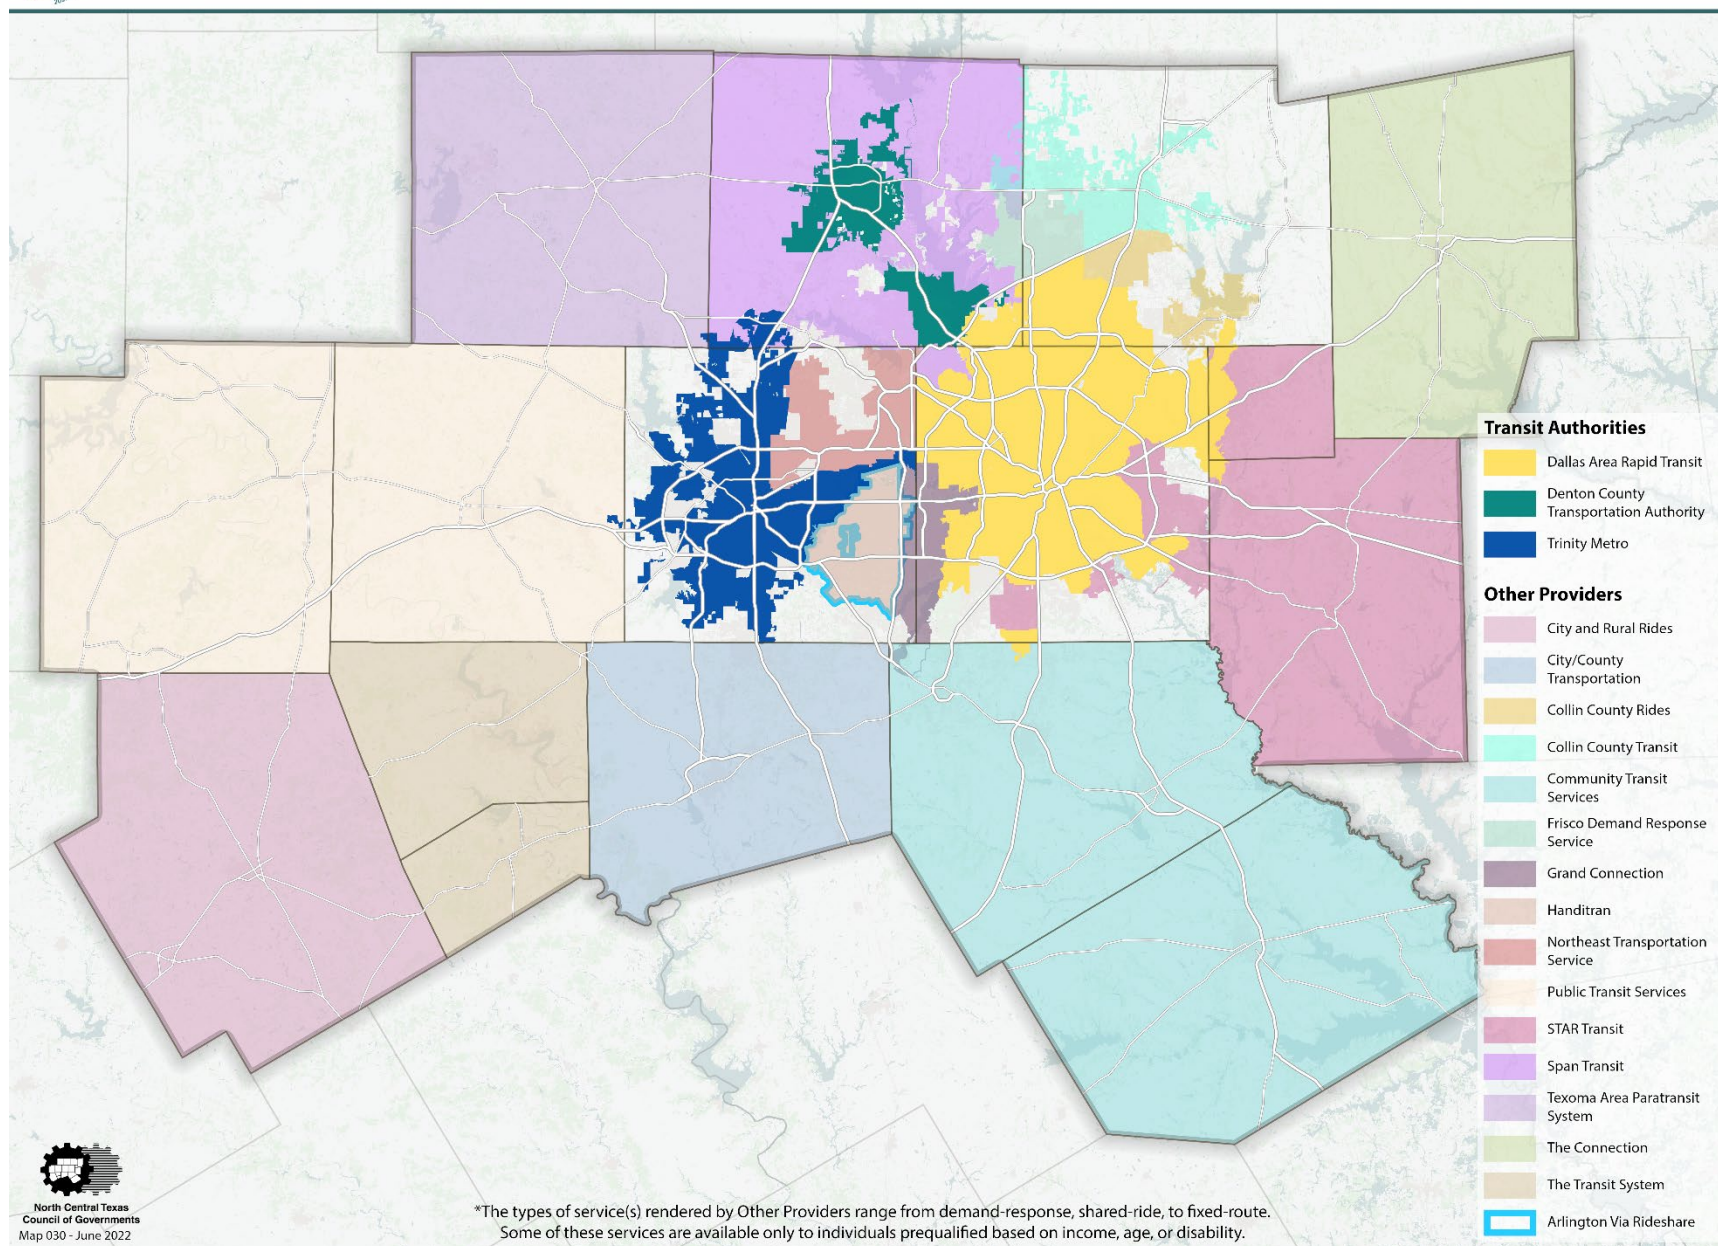 Transit Authorities
Dallas Area Rapid Transit
Denton County
Transportation Authority
Trinity Metro
Other Providers
City and Rural Rides
City/County
Transportation
Collin County Rides
Collin County Transit
Community Transit
Services
Frisco Demand Response
Service
Grand Connection
Handitran
Northeast Transportation
Service
Public Transit Services
STAR Transit
Span Transit
Texoma Area Paratransit
System
The Connection
The Transit System
Arlington Via Rideshare
North Central Texas
Council of Governments
Map 030 - June 2022
*The types of service(s) rendered by Other Providers range from demand-response, shared-ride, to fixed-route.
Some of these services are available only to individuals prequalified based on income, age, or disability.